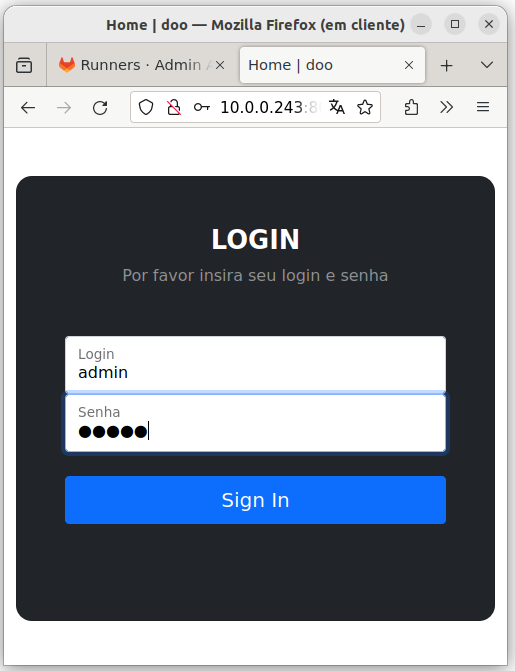 Home | doo — Mozilla Firefox (em cliente)
Runners · Admin A
Home | doo
10.0.0.243:8
LOGIN
Por favor insira seu login e senha
Login
admin
Senha
●●●●●
Sign In